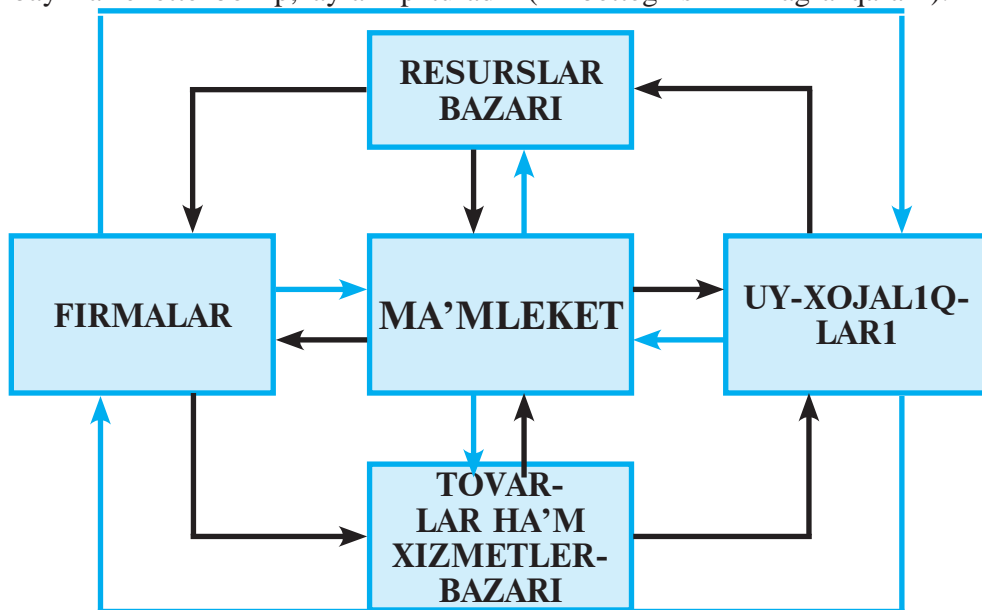 RESURSLAR
BAZARI
FIRMALAR
MA’MLEKET
UY-XOJAL1Q-
LAR1
TOVAR-
LAR HA’M
XIZMETLER-
BAZARI